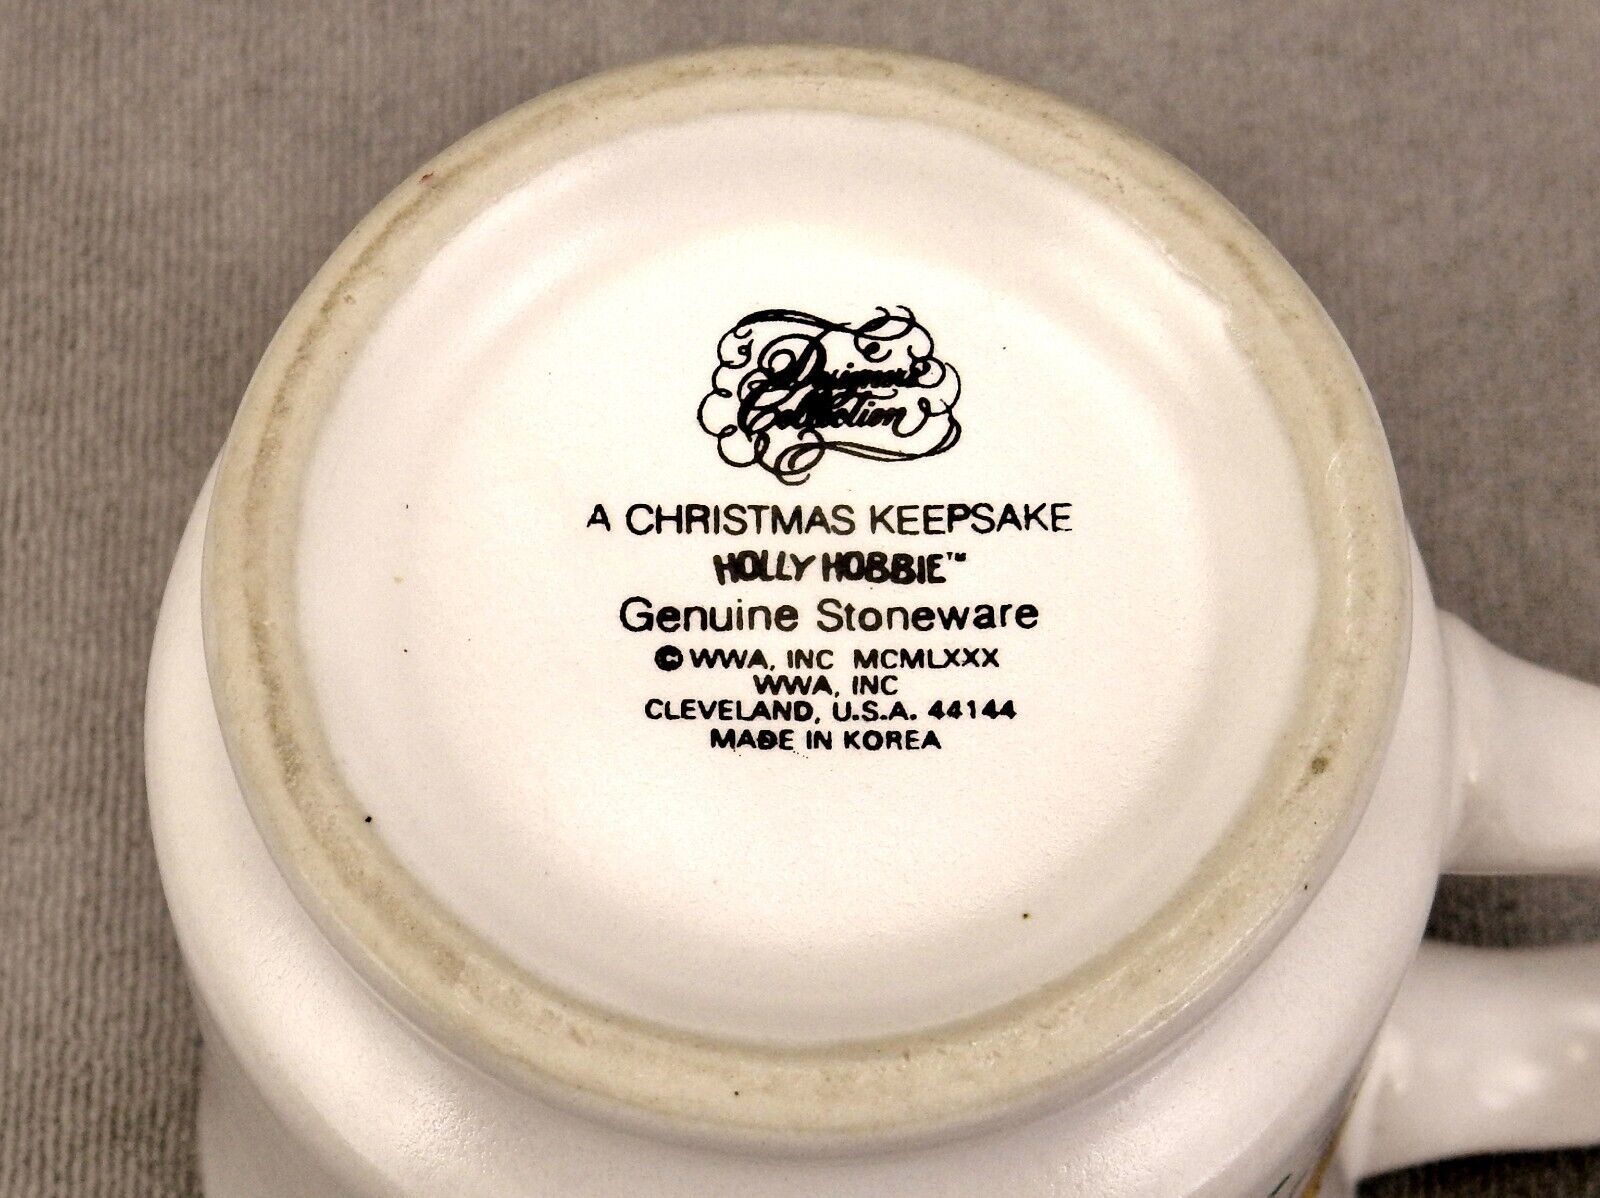 Designers'
Collection
A CHRISTMAS KEEPSAKE
HOLLY HOBBIE™
Genuine Stoneware
© WWA, INC MCMLXXX
WWA, INC
CLEVELAND, U.S.A. 44144
MADE IN KOREA